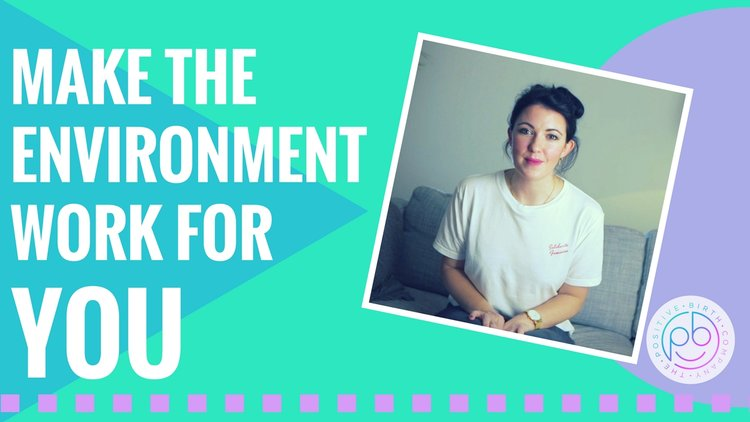 MAKE THE
ENVIRONMENT
WORK FOR
YOU
THE • POSITIVE • BIRTH • COMPANY •
pb